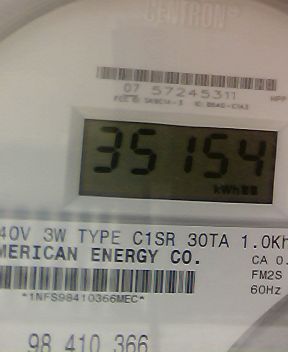 CENTRON®
07 57245311
35154
kWh
40V 3W TYPE C1SR 30TA 1.0Kh
MERICAN ENERGY CO.
CA 0.
FM2S
*1NFS98410366MEC*
60Hz
98 410 366